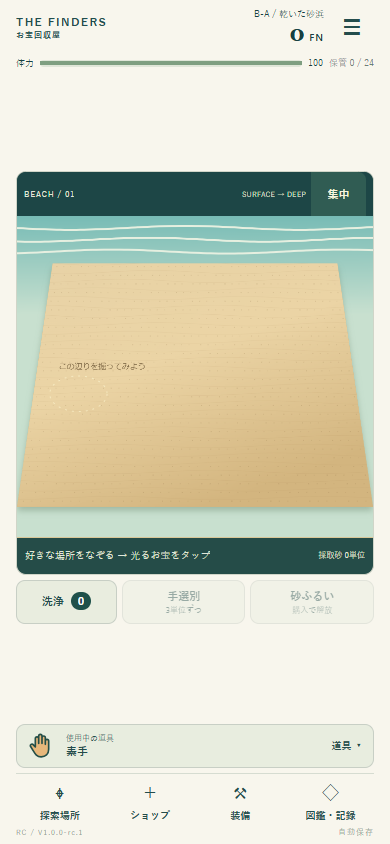 THE FINDERS
お宝回収屋
B-A / 乾いた砂浜
0 FN
体力
100 保管 0 / 24
BEACH / 01
SURFACE → DEEP
集中
この辺りを掘ってみよう
好きな場所をなぞる → 光るお宝をタップ
採取砂 0単位
洗浄 0
手選別
3単位ずつ
砂ふるい
購入で解放
使用中の道具
素手
道具
探索場所
ショップ
装備
図鑑・記録
RC / V1.0.0-rc.1
自動保存